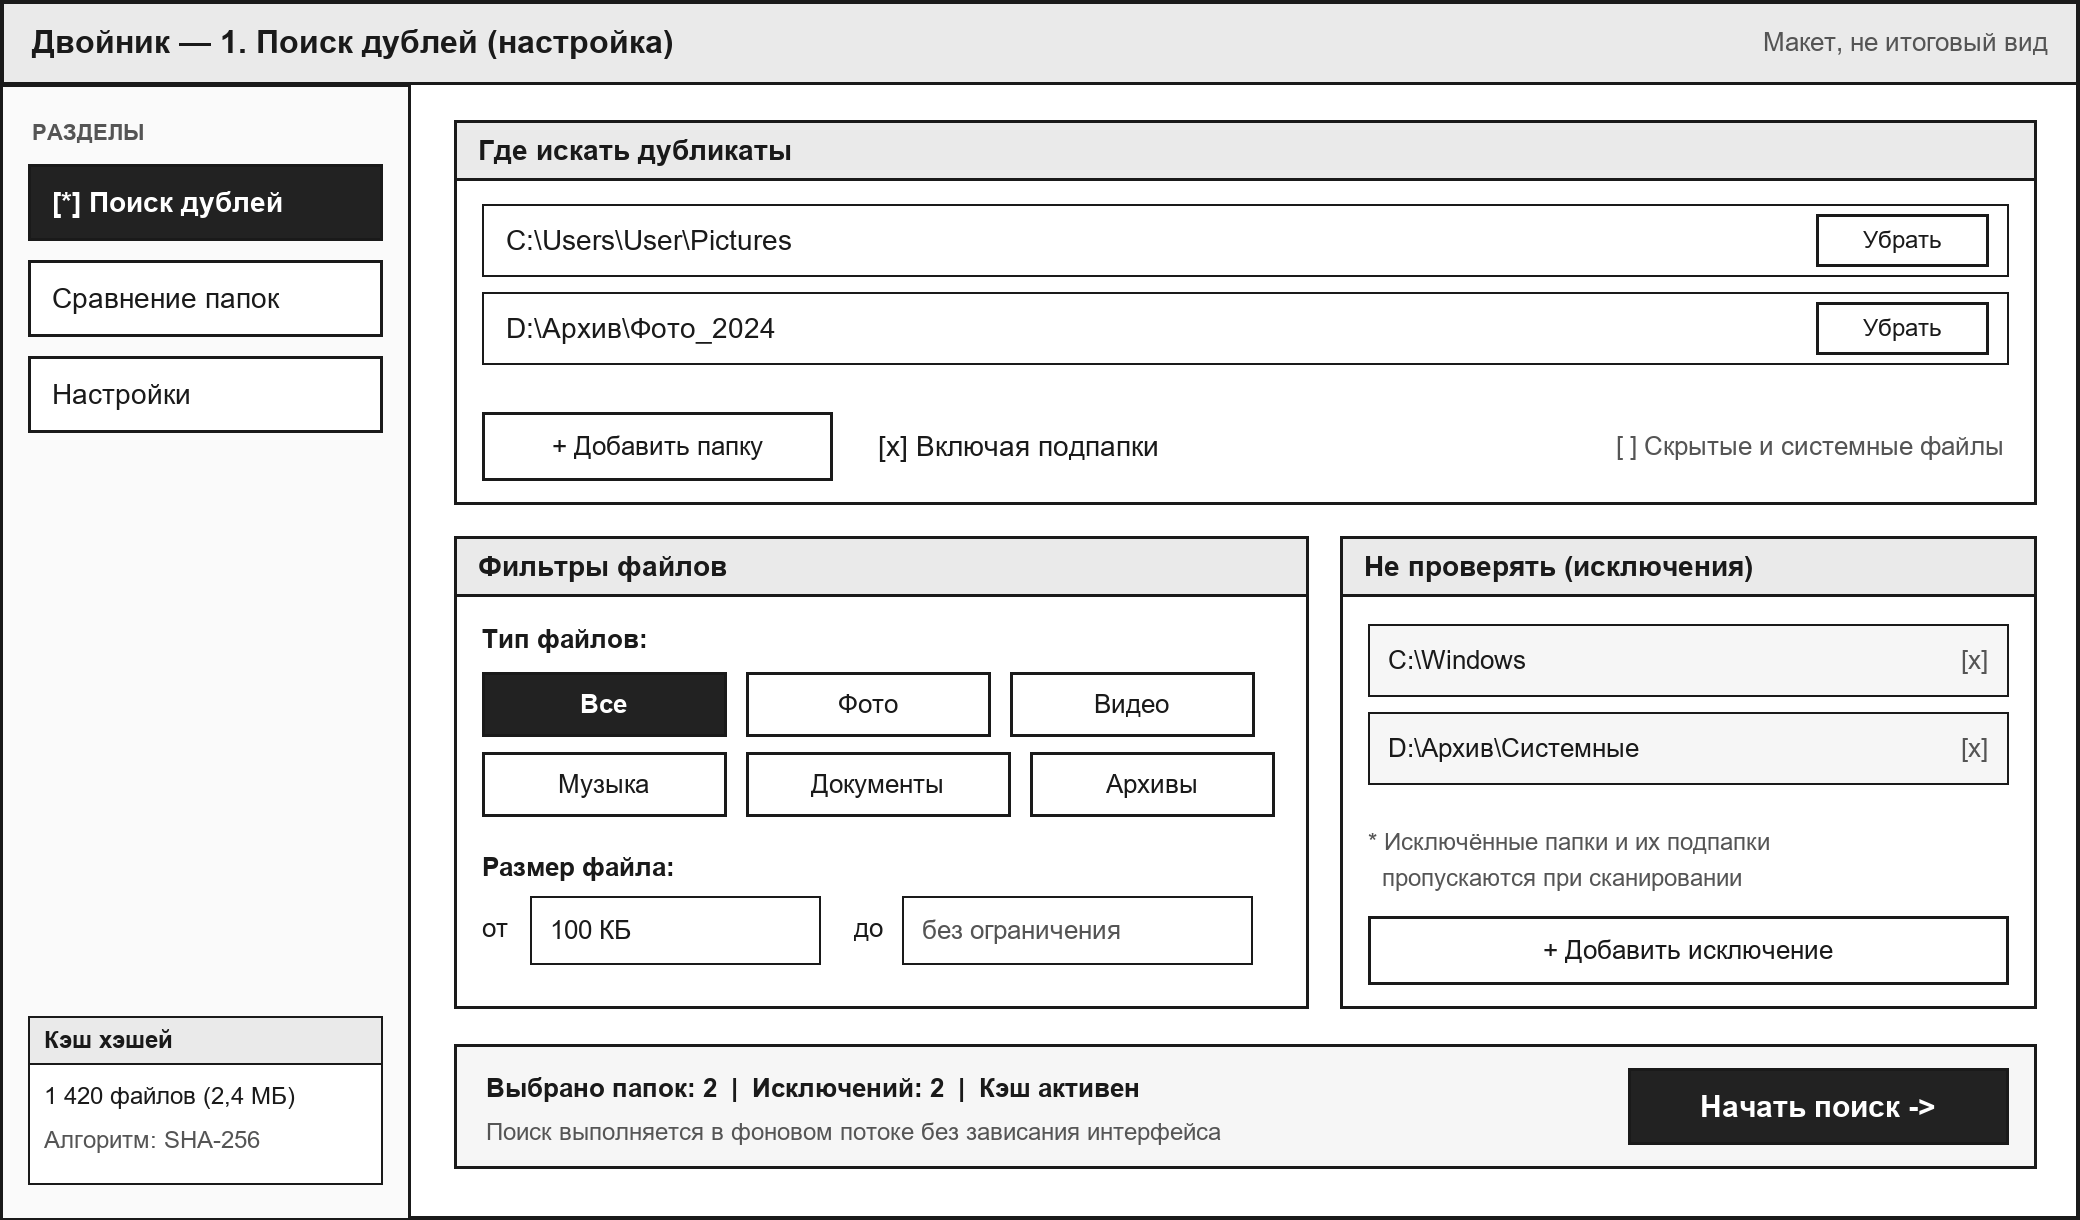 Двойник — 1. Поиск дублей (настройка)
Макет, не итоговый вид
РАЗДЕЛЫ
[*] Поиск дублей
Сравнение папок
Настройки
Кэш хэшей
1 420 файлов (2,4 МБ)
Алгоритм: SHA-256
Где искать дубликаты
C:\Users\User\Pictures
Убрать
D:\Архив\Фото_2024
Убрать
+ Добавить папку
[x] Включая подпапки
[ ] Скрытые и системные файлы
Фильтры файлов
Тип файлов:
Все
Фото
Видео
Музыка
Документы
Архивы
Размер файла:
от
100 КБ
до
без ограничения
Не проверять (исключения)
C:\Windows
[x]
D:\Архив\Системные
[x]
* Исключённые папки и их подпапки
пропускаются при сканировании
+ Добавить исключение
Выбрано папок: 2 | Исключений: 2 | Кэш активен
Поиск выполняется в фоновом потоке без зависания интерфейса
Начать поиск ->